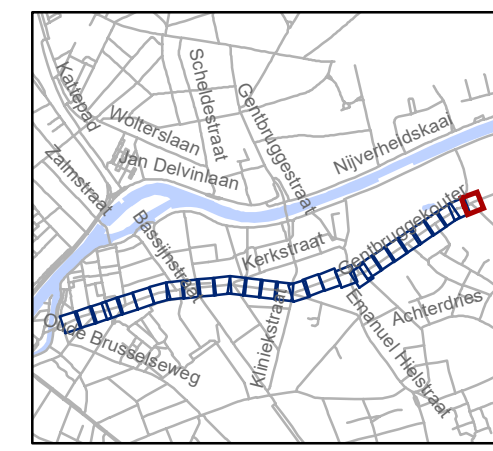 Kattepad
Scheldestraat
Gentbruggestraat
Wolterslaan
Nijverheidskaai
Zalmstraat
Jan Delvinlaan
Bassijnstraat
Kerkstraat
Gentbruggekouter
Achterdries
Oude Brusselseweg
Kliniekstraat
Emanuel Hielstraat